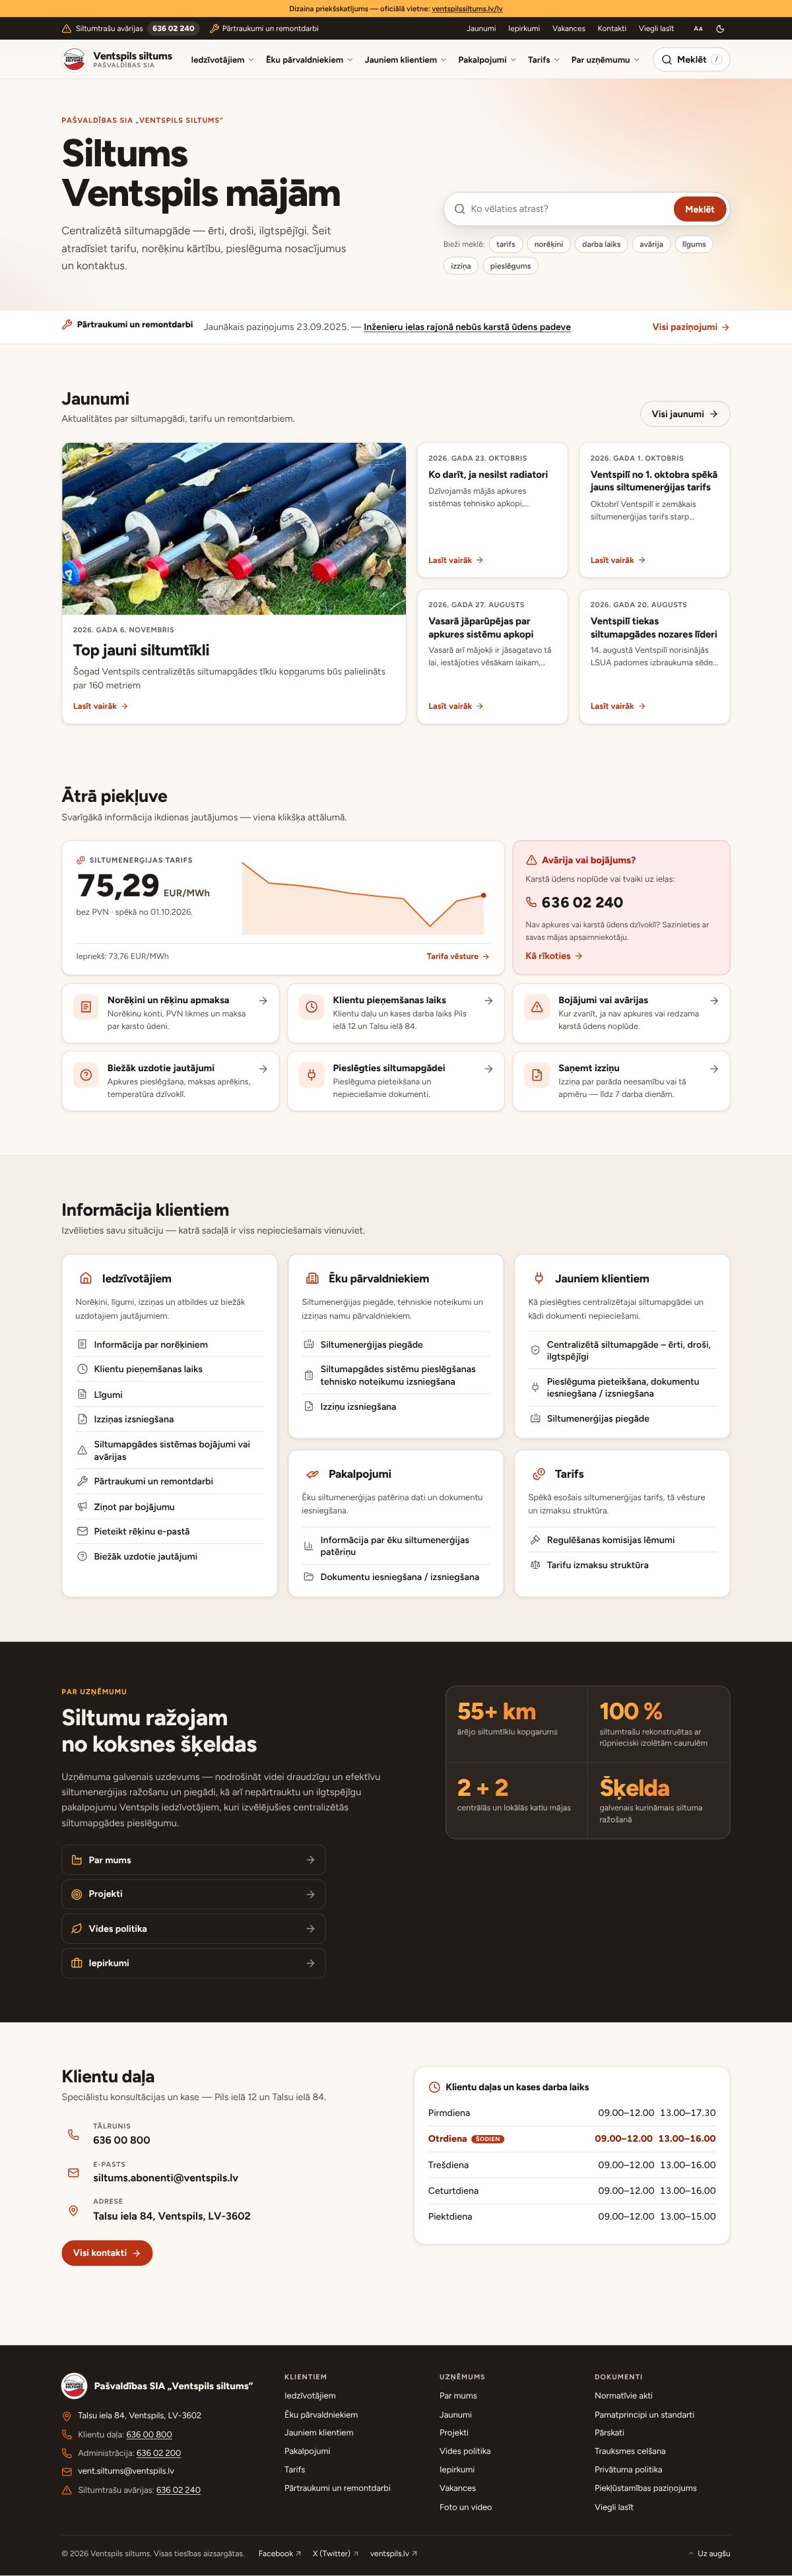 Dizaina priekšskatījums — oficiālā vietne: ventspilssiltums.lv/lv
Siltumtrašu avārijas 636 02 240 Pārtraukumi un remontdarbi Jaunumi Iepirkumi Vakances Kontakti Viegli lasīt AA
Ventspils siltums
PAŠVALDĪBAS SIA
Iedzīvotājiem Ēku pārvaldniekiem Jauniem klientiem Pakalpojumi Tarifs Par uzņēmumu Meklēt /
PAŠVALDĪBAS SIA „VENTSPILS SILTUMS”
Siltums
Ventspils mājām
Centralizētā siltumapgāde — ērti, droši, ilgtspējīgi. Šeit
atradīsiet tarifu, norēķinu kārtību, pieslēguma nosacījumus
un kontaktus.
Ko vēlaties atrast? Meklēt
Bieži meklē: tarifs norēķini darba laiks avārija līgums
izziņa pieslēgums
Pārtraukumi un remontdarbi Jaunākais paziņojums 23.09.2025. — Inženieru ielas rajonā nebūs karstā ūdens padeve Visi paziņojumi
Jaunumi
Aktualitātes par siltumapgādi, tarifu un remontdarbiem.
Visi jaunumi
2026. GADA 6. NOVEMBRIS
Top jauni siltumtīkli
Šogad Ventspils centralizētās siltumapgādes tīklu kopgarums būs palielināts
par 160 metriem
Lasīt vairāk
2026. GADA 23. OKTOBRIS
Ko darīt, ja nesilst radiatori
Dzīvojamās mājās apkures
sistēmas tehnisko apkopi,...
Lasīt vairāk
2026. GADA 1. OKTOBRIS
Ventspilī no 1. oktobra spēkā
jauns siltumenerģijas tarifs
Oktobrī Ventspilī ir zemākais
siltumenerģijas tarifs starp...
Lasīt vairāk
2026. GADA 27. AUGUSTS
Vasarā jāparūpējas par
apkures sistēmu apkopi
Vasarā arī mājokļi ir jāsagatavo tā
lai, iestājoties vēsākam laikam,...
Lasīt vairāk
2026. GADA 20. AUGUSTS
Ventspilī tiekas
siltumapgādes nozares līderi
14. augustā Ventspilī norisinājās
LSUA padomes izbraukuma sēde...
Lasīt vairāk
Ātrā piekļuve
Svarīgākā informācija ikdienas jautājumos — viena klikšķa attālumā.
SILTUMENERĢIJAS TARIFS
75,29 EUR/MWh
bez PVN · spēkā no 01.10.2026.
Iepriekš: 73,76 EUR/MWh
Tarifa vēsture
Avārija vai bojājums?
Karstā ūdens noplūde vai tvaiki uz ielas:
636 02 240
Nav apkures vai karstā ūdens dzīvoklī? Sazinieties ar
savas mājas apsaimniekotāju.
Kā rīkoties
Norēķini un rēķinu apmaksa
Norēķinu konti, PVN likmes un maksa
par karsto ūdeni.
Klientu pieņemšanas laiks
Klientu daļas un kases darba laiks Pils
ielā 12 un Talsu ielā 84.
Bojājumi vai avārijas
Kur zvanīt, ja nav apkures vai redzama
karstā ūdens noplūde.
Biežāk uzdotie jautājumi
Apkures pieslēgšana, maksas aprēķins,
temperatūra dzīvoklī.
Pieslēgties siltumapgādei
Pieslēguma pieteikšana un
nepieciešamie dokumenti.
Saņemt izziņu
Izziņa par parāda neesamību vai tā
apmēru — līdz 7 darba dienām.
Informācija klientiem
Izvēlieties savu situāciju — katrā sadaļā ir viss nepieciešamais vienuviet.
Iedzīvotājiem
Norēķini, līgumi, izziņas un atbildes uz biežāk
uzdotajiem jautājumiem.
Informācija par norēķiniem
Klientu pieņemšanas laiks
Līgumi
Izziņas izsniegšana
Siltumapgādes sistēmas bojājumi vai
avārijas
Pārtraukumi un remontdarbi
Ziņot par bojājumu
Pieteikt rēķinu e-pastā
Biežāk uzdotie jautājumi
Ēku pārvaldniekiem
Siltumenerģijas piegāde, tehniskie noteikumi un
izziņas namu pārvaldniekiem.
Siltumenerģijas piegāde
Siltumapgādes sistēmu pieslēgšanas
tehnisko noteikumu izsniegšana
Izziņu izsniegšana
Jauniem klientiem
Kā pieslēgties centralizētajai siltumapgādei un
kādi dokumenti nepieciešami.
Centralizētā siltumapgāde – ērti, droši,
ilgtspējīgi
Pieslēguma pieteikšana, dokumentu
iesniegšana / izsniegšana
Siltumenerģijas piegāde
Pakalpojumi
Ēku siltumenerģijas patēriņa dati un dokumentu
iesniegšana.
Informācija par ēku siltumenerģijas
patēriņu
Dokumentu iesniegšana / izsniegšana
Tarifs
Spēkā esošais siltumenerģijas tarifs, tā vēsture
un izmaksu struktūra.
Regulēšanas komisijas lēmumi
Tarifu izmaksu struktūra
PAR UZŅĒMUMU
Siltumu ražojam
no koksnes šķeldas
Uzņēmuma galvenais uzdevums — nodrošināt videi draudzīgu un efektīvu
siltumenerģijas ražošanu un piegādi, kā arī nepārtrauktu un ilgtspējīgu
pakalpojumu Ventspils iedzīvotājiem, kuri izvēlējušies centralizētās
siltumapgādes pieslēgumu.
Par mums
Projekti
Vides politika
Iepirkumi
55+ km
ārējo siltumtīklu kopgarums
100 %
siltumtrašu rekonstruētas ar
rūpnieciski izolētām caurulēm
2 + 2
centrālās un lokālās katlu mājas
Šķelda
galvenais kurināmais siltuma
ražošanā
Klientu daļa
Speciālistu konsultācijas un kase — Pils ielā 12 un Talsu ielā 84.
TĀLRUNIS
636 00 800
E-PASTS
siltums.abonenti@ventspils.lv
ADRESE
Talsu iela 84, Ventspils, LV-3602
Visi kontakti
Klientu daļas un kases darba laiks
Pirmdiena 09.00–12.00 13.00–17.30
Otrdiena ŠODIEN 09.00–12.00 13.00–16.00
Trešdiena 09.00–12.00 13.00–16.00
Ceturtdiena 09.00–12.00 13.00–16.00
Piektdiena 09.00–12.00 13.00–15.00
Pašvaldības SIA „Ventspils siltums”
Talsu iela 84, Ventspils, LV-3602
Klientu daļa: 636 00 800
Administrācija: 636 02 200
vent.siltums@ventspils.lv
Siltumtrašu avārijas: 636 02 240
KLIENTIEM
Iedzīvotājiem
Ēku pārvaldniekiem
Jauniem klientiem
Pakalpojumi
Tarifs
Pārtraukumi un remontdarbi
UZŅĒMUMS
Par mums
Jaunumi
Projekti
Vides politika
Iepirkumi
Vakances
Foto un video
DOKUMENTI
Normatīvie akti
Pamatprincipi un standarti
Pārskati
Trauksmes celšana
Privātuma politika
Piekļūstamības paziņojums
Viegli lasīt
© 2026 Ventspils siltums. Visas tiesības aizsargātas. Facebook X (Twitter) ventspils.lv Uz augšu